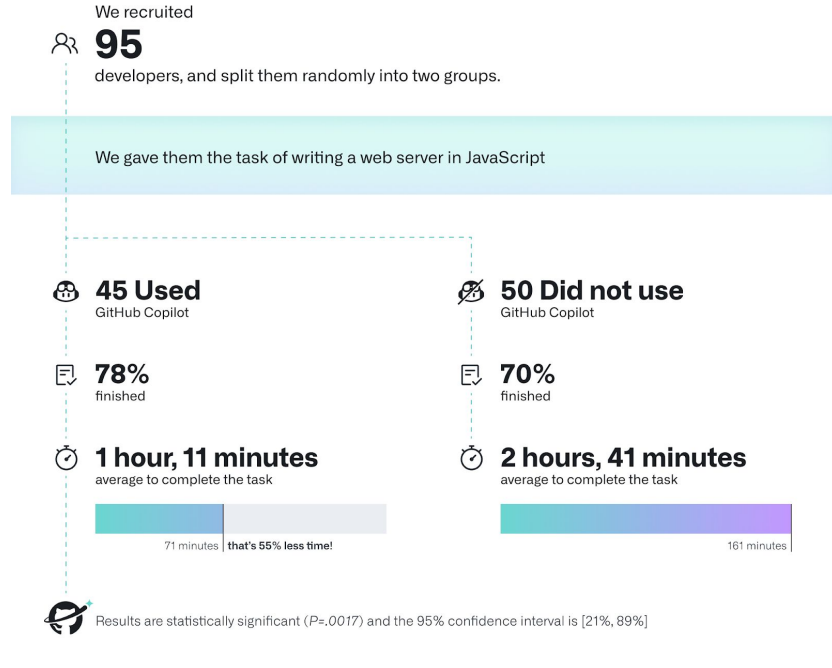 We recruited
95
developers, and split them randomly into two groups.
We gave them the task of writing a web server in JavaScript
45 Used
GitHub Copilot
78%
finished
1 hour, 11 minutes
average to complete the task
71 minutes
that's 55% less time!
50 Did not use
GitHub Copilot
70%
finished
2 hours, 41 minutes
average to complete the task
161 minutes
Results are statistically significant (P=.0017) and the 95% confidence interval is [21%, 89%]